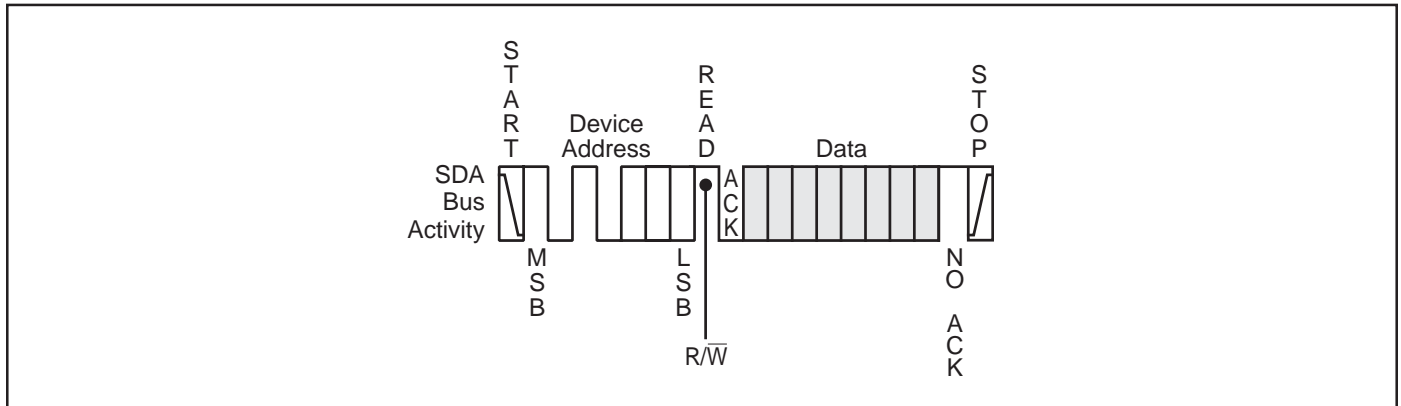 START
Device
Address
READ
Data
STOP
SDA
Bus
Activity
ACK
MSB
LSB
R/W̅
NO ACK